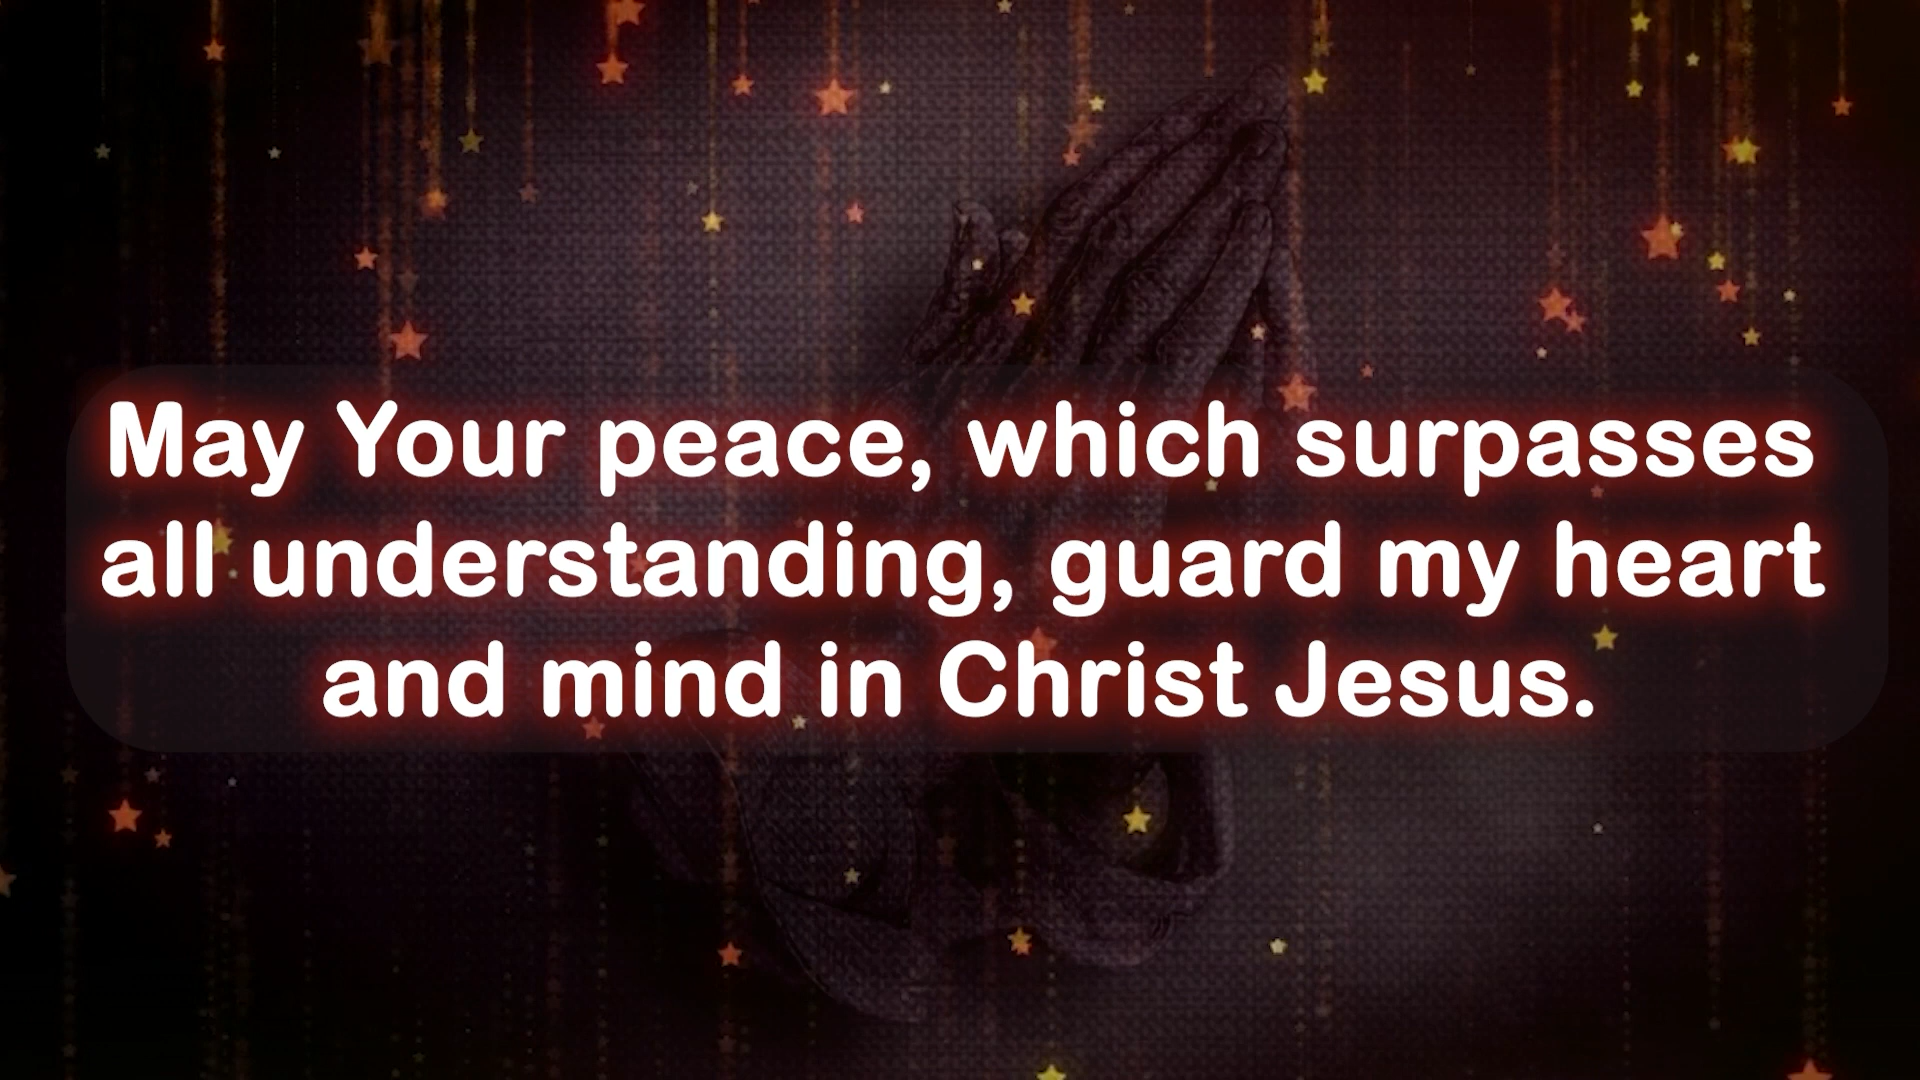 May Your peace, which surpasses
all understanding, guard my heart
and mind in Christ Jesus.